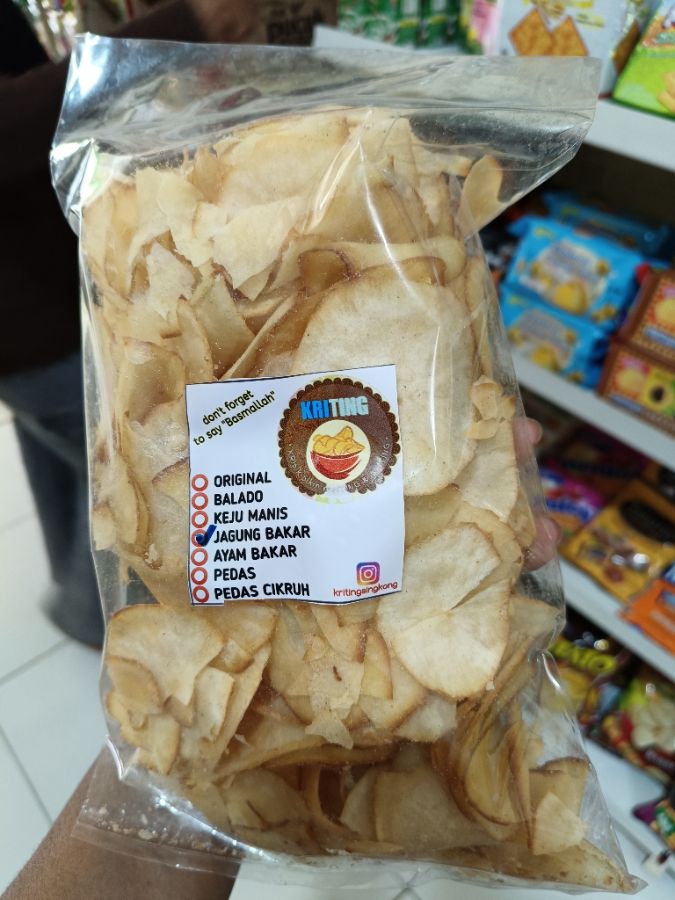 don't forget
to say "Basmallah"
KRITING
ORIGINAL
BALADO
KEJU MANIS
JAGUNG BAKAR
AYAM BAKAR
PEDAS
PEDAS CIKRUH
kritingsingkong